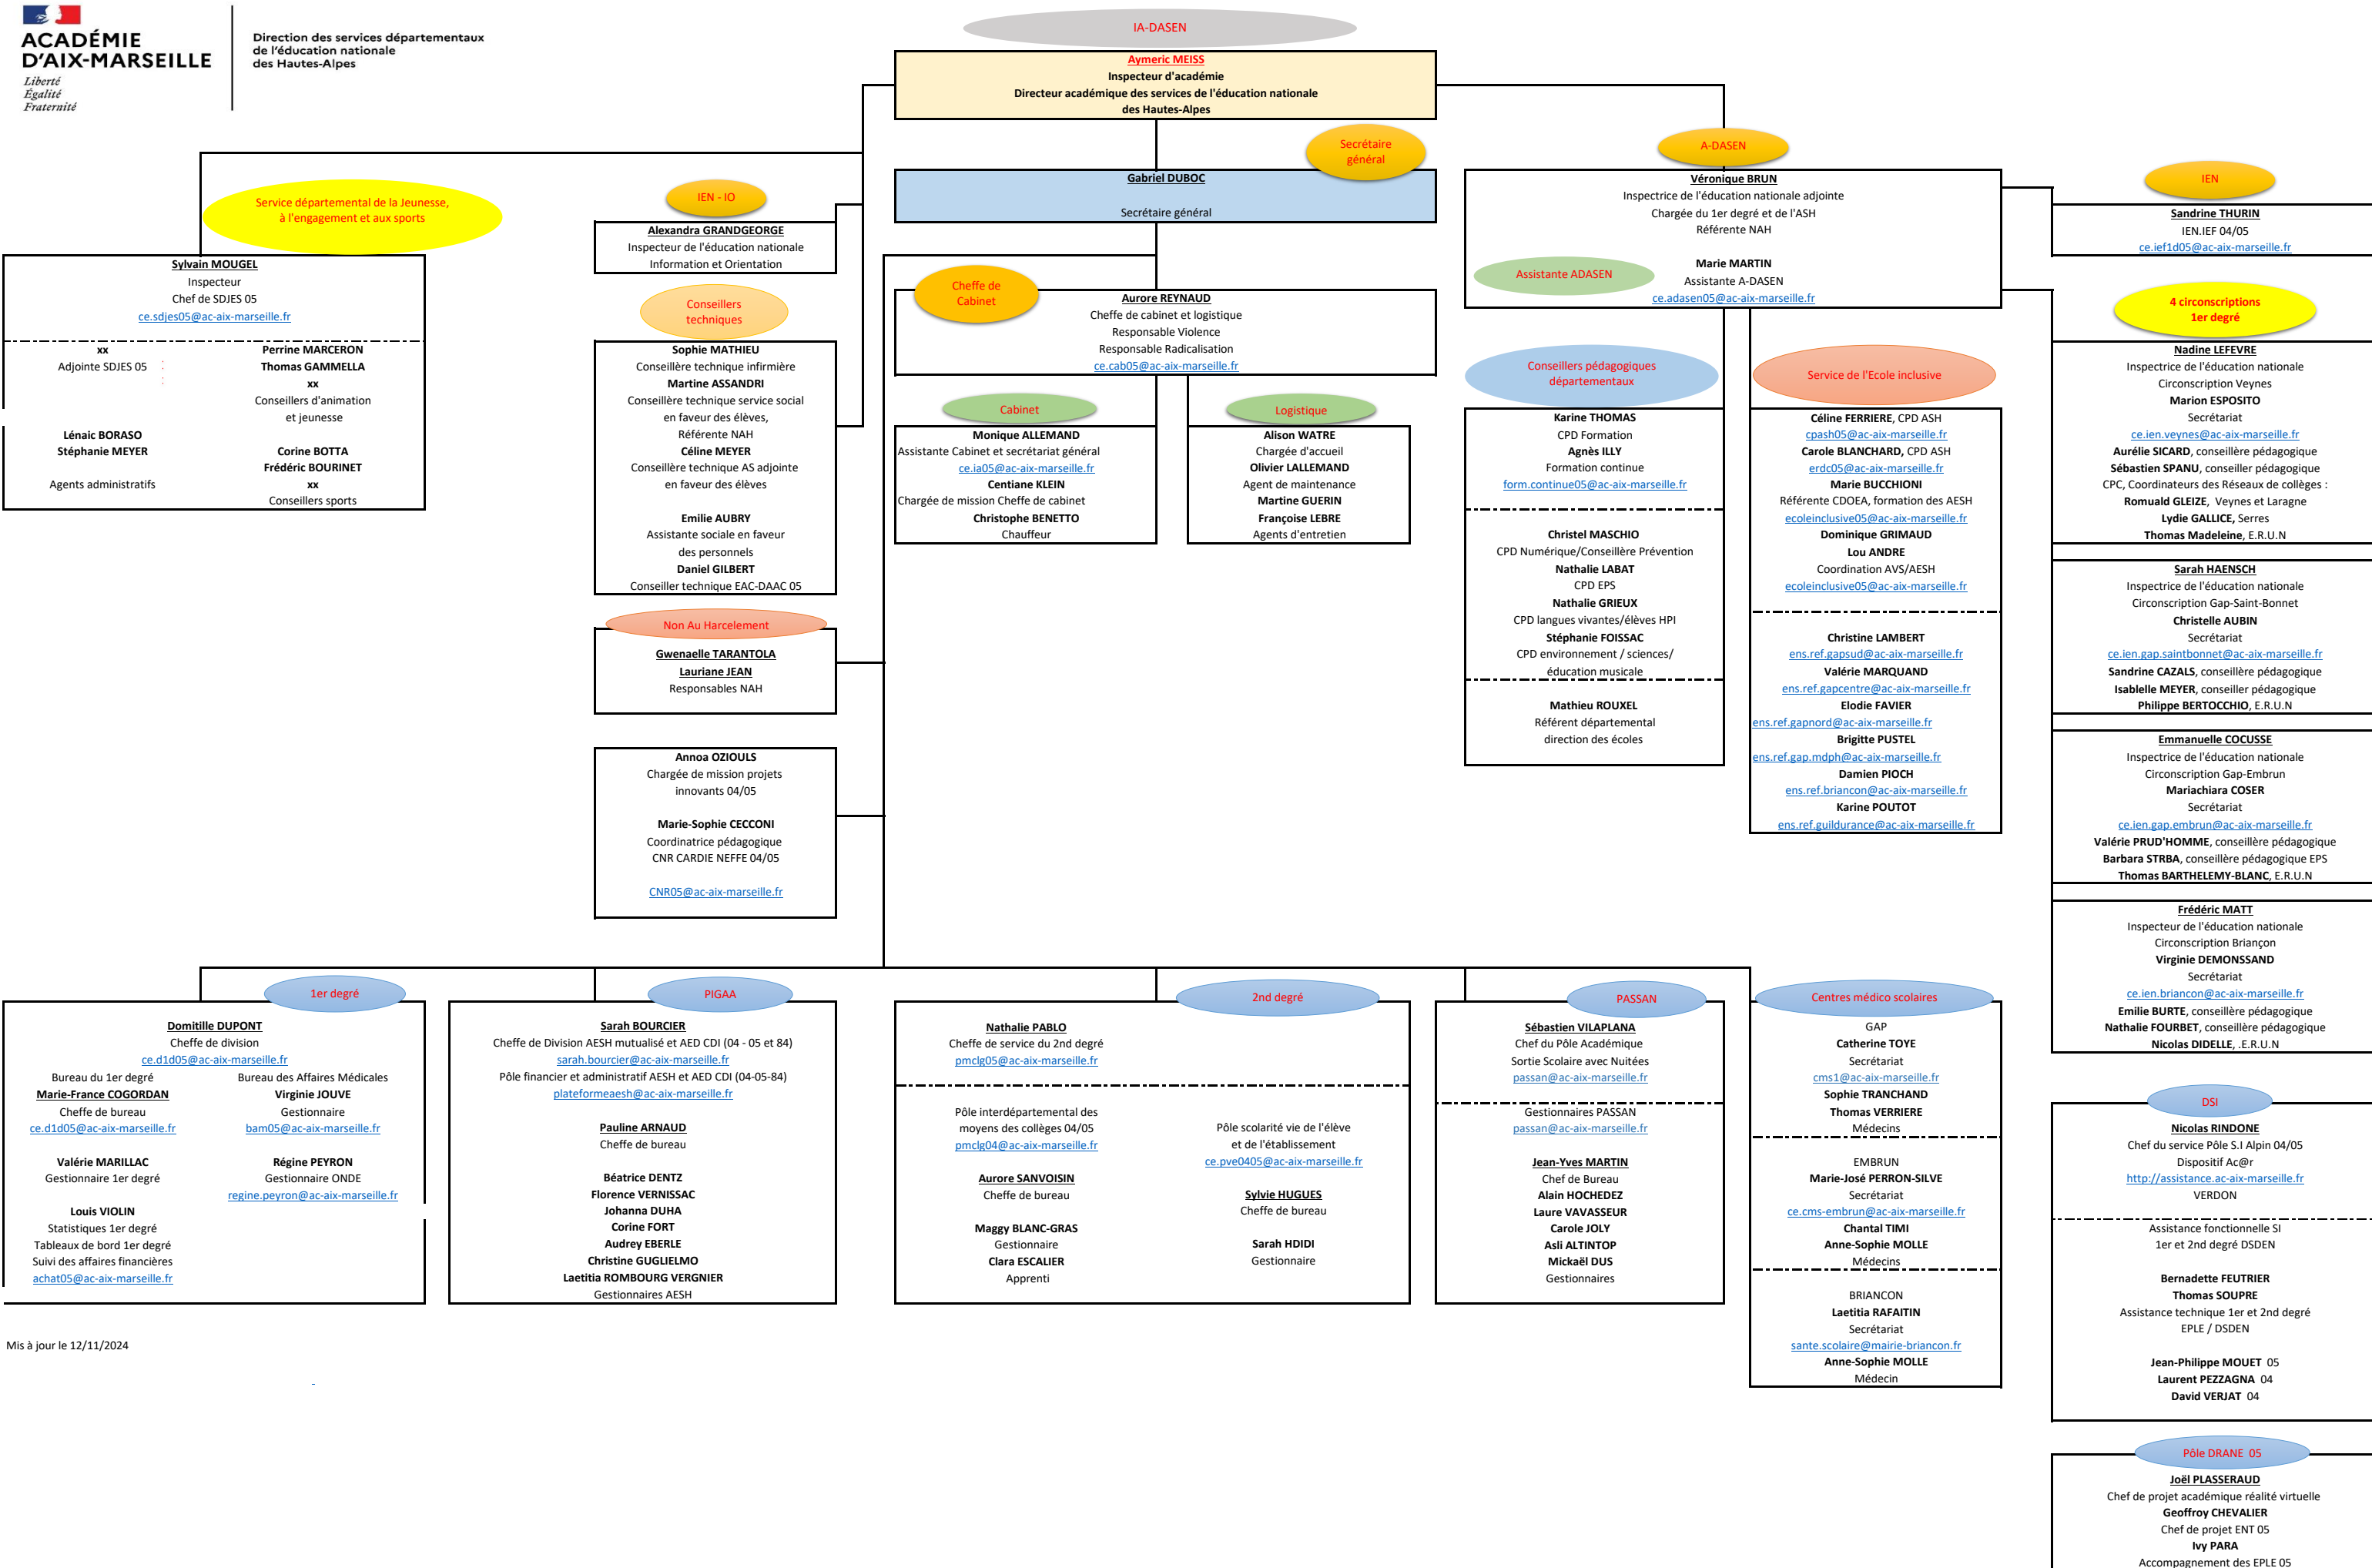 ACADÉMIE
D'AIX-MARSEILLE
Liberté
Égalité
Fraternité
Direction des services départementaux
de l'éducation nationale
des Hautes-Alpes
IA-DASEN
Aymeric MEISS
Inspecteur d'académie
Directeur académique des services de l'éducation nationale
des Hautes-Alpes
Secrétaire
général
Gabriel DUBOC
Secrétaire général
A-DASEN
Véronique BRUN
Inspectrice de l'éducation nationale adjointe
Chargée du 1er degré et de l'ASH
Référente NAH
Marie MARTIN
Assistante ADASEN
Assistante A-DASEN
ce.adasen05@ac-aix-marseille.fr
IEN
Sandrine THURIN
IEN.IEF 04/05
ce.ief1d05@ac-aix-marseille.fr
Service départemental de la Jeunesse,
à l'engagement et aux sports
Sylvain MOUGEL
Inspecteur
Chef de SDJES 05
ce.sdjes05@ac-aix-marseille.fr
xx
Adjointe SDJES 05 :
:
Lénaic BORASO
Stéphanie MEYER
Agents administratifs
Perrine MARCERON
Thomas GAMMELLA
xx
Conseillers d'animation
et jeunesse
Corine BOTTA
Frédéric BOURINET
xx
Conseillers sports
IEN - IO
Alexandra GRANDGEORGE
Inspecteur de l'éducation nationale
Information et Orientation
Conseillers
techniques
Sophie MATHIEU
Conseillère technique infirmière
Martine ASSANDRI
Conseillère technique service social
en faveur des élèves,
Référente NAH
Céline MEYER
Conseillère technique AS adjointe
en faveur des élèves
Emilie AUBRY
Assistante sociale en faveur
des personnels
Daniel GILBERT
Conseiller technique EAC-DAAC 05
Non Au Harcelement
Gwenaelle TARANTOLA
Lauriane JEAN
Responsables NAH
Annoa OZIOULS
Chargée de mission projets
innovants 04/05
Marie-Sophie CECCONI
Coordinatrice pédagogique
CNR CARDIE NEFFE 04/05
CNR05@ac-aix-marseille.fr
Cheffe de
Cabinet
Aurore REYNAUD
Cheffe de cabinet et logistique
Responsable Violence
Responsable Radicalisation
ce.cab05@ac-aix-marseille.fr
Cabinet
Monique ALLEMAND
Assistante Cabinet et secrétariat général
ce.ia05@ac-aix-marseille.fr
Centiane KLEIN
Chargée de mission Cheffe de cabinet
Christophe BENETTO
Chauffeur
Logistique
Alison WATRE
Chargée d'accueil
Olivier LALLEMAND
Agent de maintenance
Martine GUERIN
Françoise LEBRE
Agents d'entretien
Conseillers pédagogiques
départementaux
Karine THOMAS
CPD Formation
Agnès ILLY
Formation continue
form.continue05@ac-aix-marseille.fr
Christel MASCHIO
CPD Numérique/Conseillère Prévention
Nathalie LABAT
CPD EPS
Nathalie GRIEUX
CPD langues vivantes/élèves HPI
Stéphanie FOISSAC
CPD environnement / sciences/
éducation musicale
Mathieu ROUXEL
Référent départemental
direction des écoles
Service de l'Ecole inclusive
Céline FERRIERE, CPD ASH
cpash05@ac-aix-marseille.fr
Carole BLANCHARD, CPD ASH
erdc05@ac-aix-marseille.fr
Marie BUCCHIONI
Référente CDOEA, formation des AESH
ecoleinclusive05@ac-aix-marseille.fr
Dominique GRIMAUD
Lou ANDRE
Coordination AVS/AESH
ecoleinclusive05@ac-aix-marseille.fr
Christine LAMBERT
ens.ref.gapsud@ac-aix-marseille.fr
Valérie MARQUAND
ens.ref.gapcentre@ac-aix-marseille.fr
Elodie FAVIER
ens.ref.gapnord@ac-aix-marseille.fr
Brigitte PUSTEL
ens.ref.gap.mdph@ac-aix-marseille.fr
Damien PIOCH
ens.ref.briancon@ac-aix-marseille.fr
Karine POUTOT
ens.ref.guildurance@ac-aix-marseille.fr
4 circonscriptions
1er degré
Nadine LEFEVRE
Inspectrice de l'éducation nationale
Circonscription Veynes
Marion ESPOSITO
Secrétariat
ce.ien.veynes@ac-aix-marseille.fr
Aurélie SICARD, conseillère pédagogique
Sébastien SPANU, conseiller pédagogique
CPC, Coordinateurs des Réseaux de collèges :
Romuald GLEIZE, Veynes et Laragne
Lydie GALLICE, Serres
Thomas Madeleine, E.R.U.N
Sarah HAENSCH
Inspectrice de l'éducation nationale
Circonscription Gap-Saint-Bonnet
Christelle AUBIN
Secrétariat
ce.ien.gap.saintbonnet@ac-aix-marseille.fr
Sandrine CAZALS, conseillère pédagogique
Isablelle MEYER, conseiller pédagogique
Philippe BERTOCCHIO, E.R.U.N
Emmanuelle COCUSSE
Inspectrice de l'éducation nationale
Circonscription Gap-Embrun
Mariachiara COSER
Secrétariat
ce.ien.gap.embrun@ac-aix-marseille.fr
Valérie PRUD'HOMME, conseillère pédagogique
Barbara STRBA, conseillère pédagogique EPS
Thomas BARTHELEMY-BLANC, E.R.U.N
Frédéric MATT
Inspecteur de l'éducation nationale
Circonscription Briançon
Virginie DEMONSSAND
Secrétariat
ce.ien.briancon@ac-aix-marseille.fr
Emilie BURTE, conseillère pédagogique
Nathalie FOURBET, conseillère pédagogique
Nicolas DIDELLE, .E.R.U.N
1er degré
Domitille DUPONT
Cheffe de division
ce.d1d05@ac-aix-marseille.fr
Bureau du 1er degré
Marie-France COGORDAN
Cheffe de bureau
ce.d1d05@ac-aix-marseille.fr
Valérie MARILLAC
Gestionnaire 1er degré
Louis VIOLIN
Statistiques 1er degré
Tableaux de bord 1er degré
Suivi des affaires financières
achat05@ac-aix-marseille.fr
Bureau des Affaires Médicales
Virginie JOUVE
Gestionnaire
bam05@ac-aix-marseille.fr
Régine PEYRON
Gestionnaire ONDE
regine.peyron@ac-aix-marseille.fr
PIGAA
Sarah BOURCIER
Cheffe de Division AESH mutualisé et AED CDI (04 - 05 et 84)
sarah.bourcier@ac-aix-marseille.fr
Pôle financier et administratif AESH et AED CDI (04-05-84)
plateformeaesh@ac-aix-marseille.fr
Pauline ARNAUD
Cheffe de bureau
Béatrice DENTZ
Florence VERNISSAC
Johanna DUHA
Corine FORT
Audrey EBERLE
Christine GUGLIELMO
Laetitia ROMBOURG VERGNIER
Gestionnaires AESH
2nd degré
Nathalie PABLO
Cheffe de service du 2nd degré
pmclg05@ac-aix-marseille.fr
Pôle interdépartemental des
moyens des collèges 04/05
pmclg04@ac-aix-marseille.fr
Aurore SANVOISIN
Cheffe de bureau
Maggy BLANC-GRAS
Gestionnaire
Clara ESCALIER
Apprenti
Pôle scolarité vie de l'élève
et de l'établissement
ce.pve0405@ac-aix-marseille.fr
Sylvie HUGUES
Cheffe de bureau
Sarah HDIDI
Gestionnaire
PASSAN
Sébastien VILAPLANA
Chef du Pôle Académique
Sortie Scolaire avec Nuitées
passan@ac-aix-marseille.fr
Gestionnaires PASSAN
passan@ac-aix-marseille.fr
Jean-Yves MARTIN
Chef de Bureau
Alain HOCHEDEZ
Laure VAVASSEUR
Carole JOLY
Asli ALTINTOP
Mickaël DUS
Gestionnaires
Centres médico scolaires
GAP
Catherine TOYE
Secrétariat
cms1@ac-aix-marseille.fr
Sophie TRANCHAND
Thomas VERRIERE
Médecins
EMBRUN
Marie-José PERRON-SILVE
Secrétariat
ce.cms-embrun@ac-aix-marseille.fr
Chantal TIMI
Anne-Sophie MOLLE
Médecins
BRIANCON
Laetitia RAFAITIN
Secrétariat
sante.scolaire@mairie-briancon.fr
Anne-Sophie MOLLE
Médecin
DSI
Nicolas RINDONE
Chef du service Pôle S.I Alpin 04/05
Dispositif Ac@r
http://assistance.ac-aix-marseille.fr
VERDON
Assistance fonctionnelle SI
1er et 2nd degré DSDEN
Bernadette FEUTRIER
Thomas SOUPRE
Assistance technique 1er et 2nd degré
EPLE / DSDEN
Jean-Philippe MOUET 05
Laurent PEZZAGNA 04
David VERJAT 04
Pôle DRANE 05
Joël PLASSERAUD
Chef de projet académique réalité virtuelle
Geoffroy CHEVALIER
Chef de projet ENT 05
Ivy PARA
Accompagnement des EPLE 05
Mis à jour le 12/11/2024